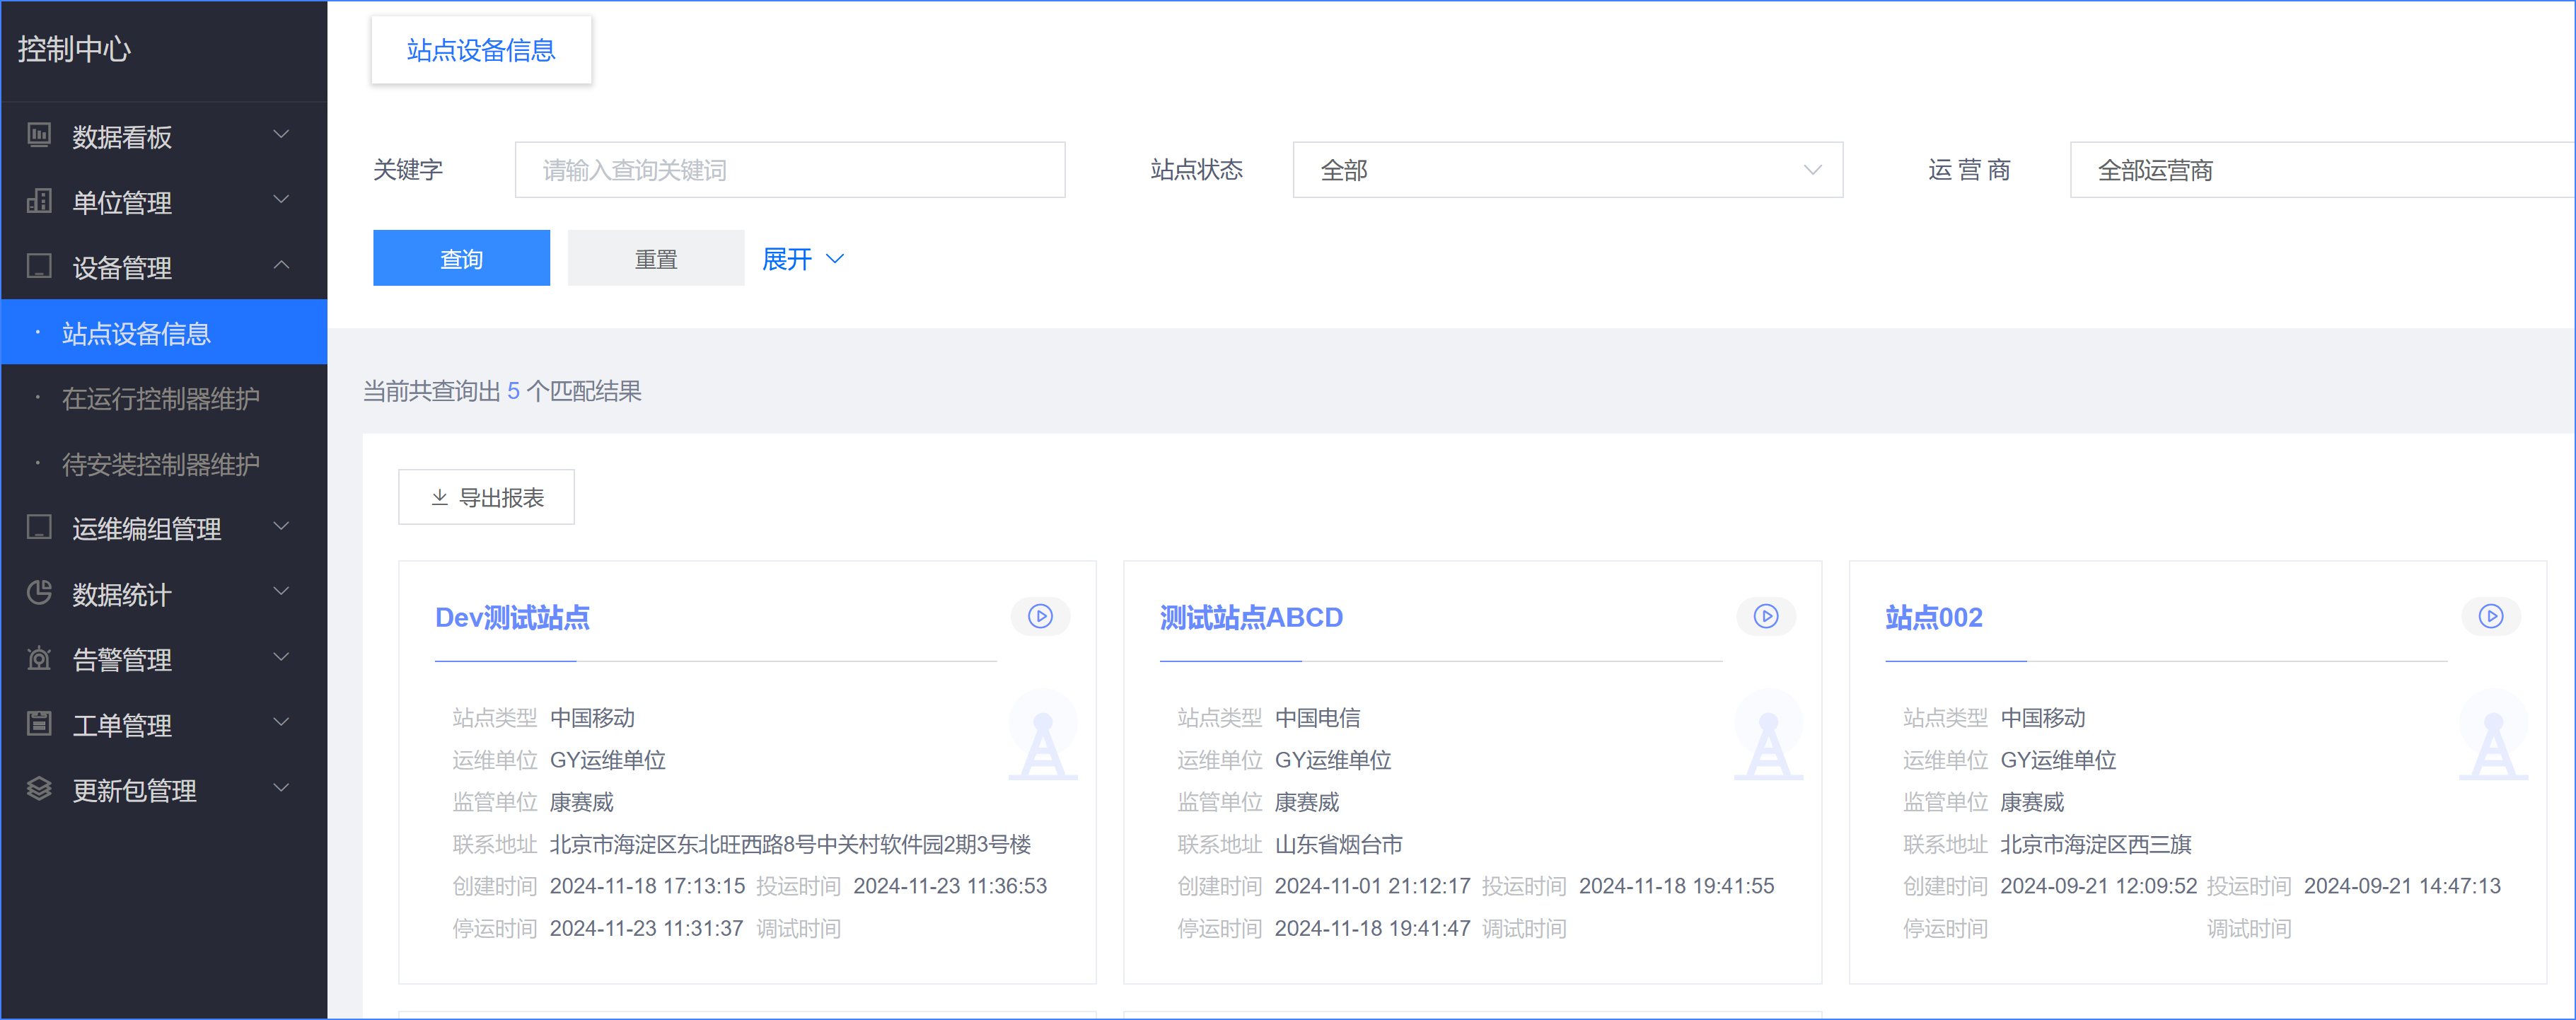 控制中心
数据看板
单位管理
设备管理
站点设备信息
在运行控制器维护
待安装控制器维护
运维编组管理
数据统计
告警管理
工单管理
更新包管理
站点设备信息
关键字 请输入查询关键词 站点状态 全部 运 营 商 全部运营商
查询 重置 展开
当前共查询出 5 个匹配结果
导出报表
Dev测试站点
站点类型 中国移动
运维单位 GY运维单位
监管单位 康赛威
联系地址 北京市海淀区东北旺西路8号中关村软件园2期3号楼
创建时间 2024-11-18 17:13:15 投运时间 2024-11-23 11:36:53
停运时间 2024-11-23 11:31:37 调试时间
测试站点ABCD
站点类型 中国电信
运维单位 GY运维单位
监管单位 康赛威
联系地址 山东省烟台市
创建时间 2024-11-01 21:12:17 投运时间 2024-11-18 19:41:55
停运时间 2024-11-18 19:41:47 调试时间
站点002
站点类型 中国移动
运维单位 GY运维单位
监管单位 康赛威
联系地址 北京市海淀区西三旗
创建时间 2024-09-21 12:09:52 投运时间 2024-09-21 14:47:13
停运时间 调试时间